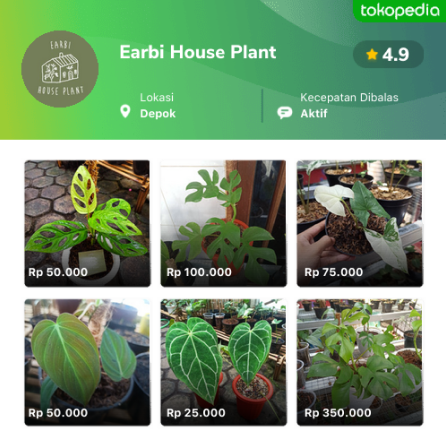 tokopedia
EARBI
HOUSE PLANT
Earbi House Plant
4.9
Lokasi
Depok
Kecepatan Dibalas
Aktif
Rp 50.000
Rp 100.000
Rp 75.000
Rp 50.000
Rp 25.000
Rp 350.000